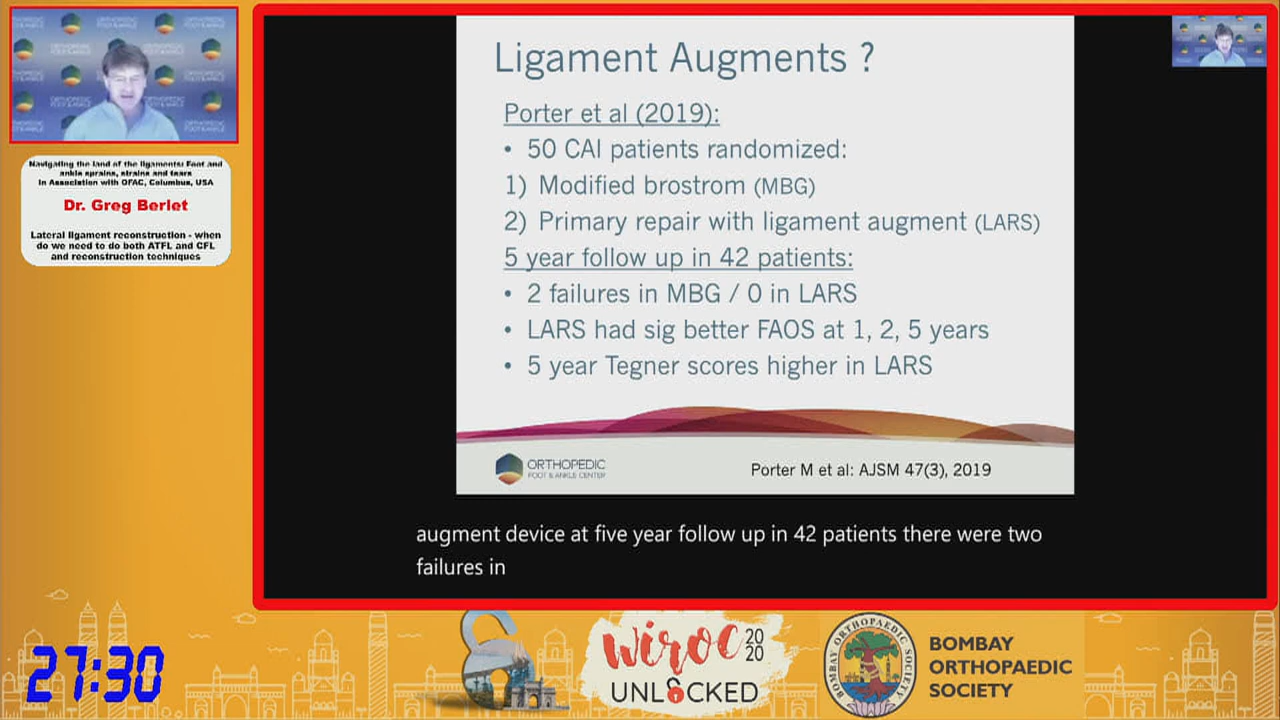 Navigating the land of the ligaments: Foot and
ankle sprains, strains and tears
In Association with OFAC, Columbus, USA
Dr. Greg Berlet
Lateral ligament reconstruction - when
do we need to do both ATFL and CFL
and reconstruction techniques
Ligament Augments ?
Porter et al (2019):
• 50 CAI patients randomized:
1) Modified brostrom (MBG)
2) Primary repair with ligament augment (LARS)
5 year follow up in 42 patients:
• 2 failures in MBG / 0 in LARS
• LARS had sig better FAOS at 1, 2, 5 years
• 5 year Tegner scores higher in LARS
ORTHOPEDIC
FOOT & ANKLE CENTER
Porter M et al: AJSM 47(3), 2019
augment device at five year follow up in 42 patients there were two
failures in
27:30
WIROC 20
20
UNLOCKED
BOMBAY ORTHOPAEDIC SOCIETY
BOMBAY
ORTHOPAEDIC
SOCIETY